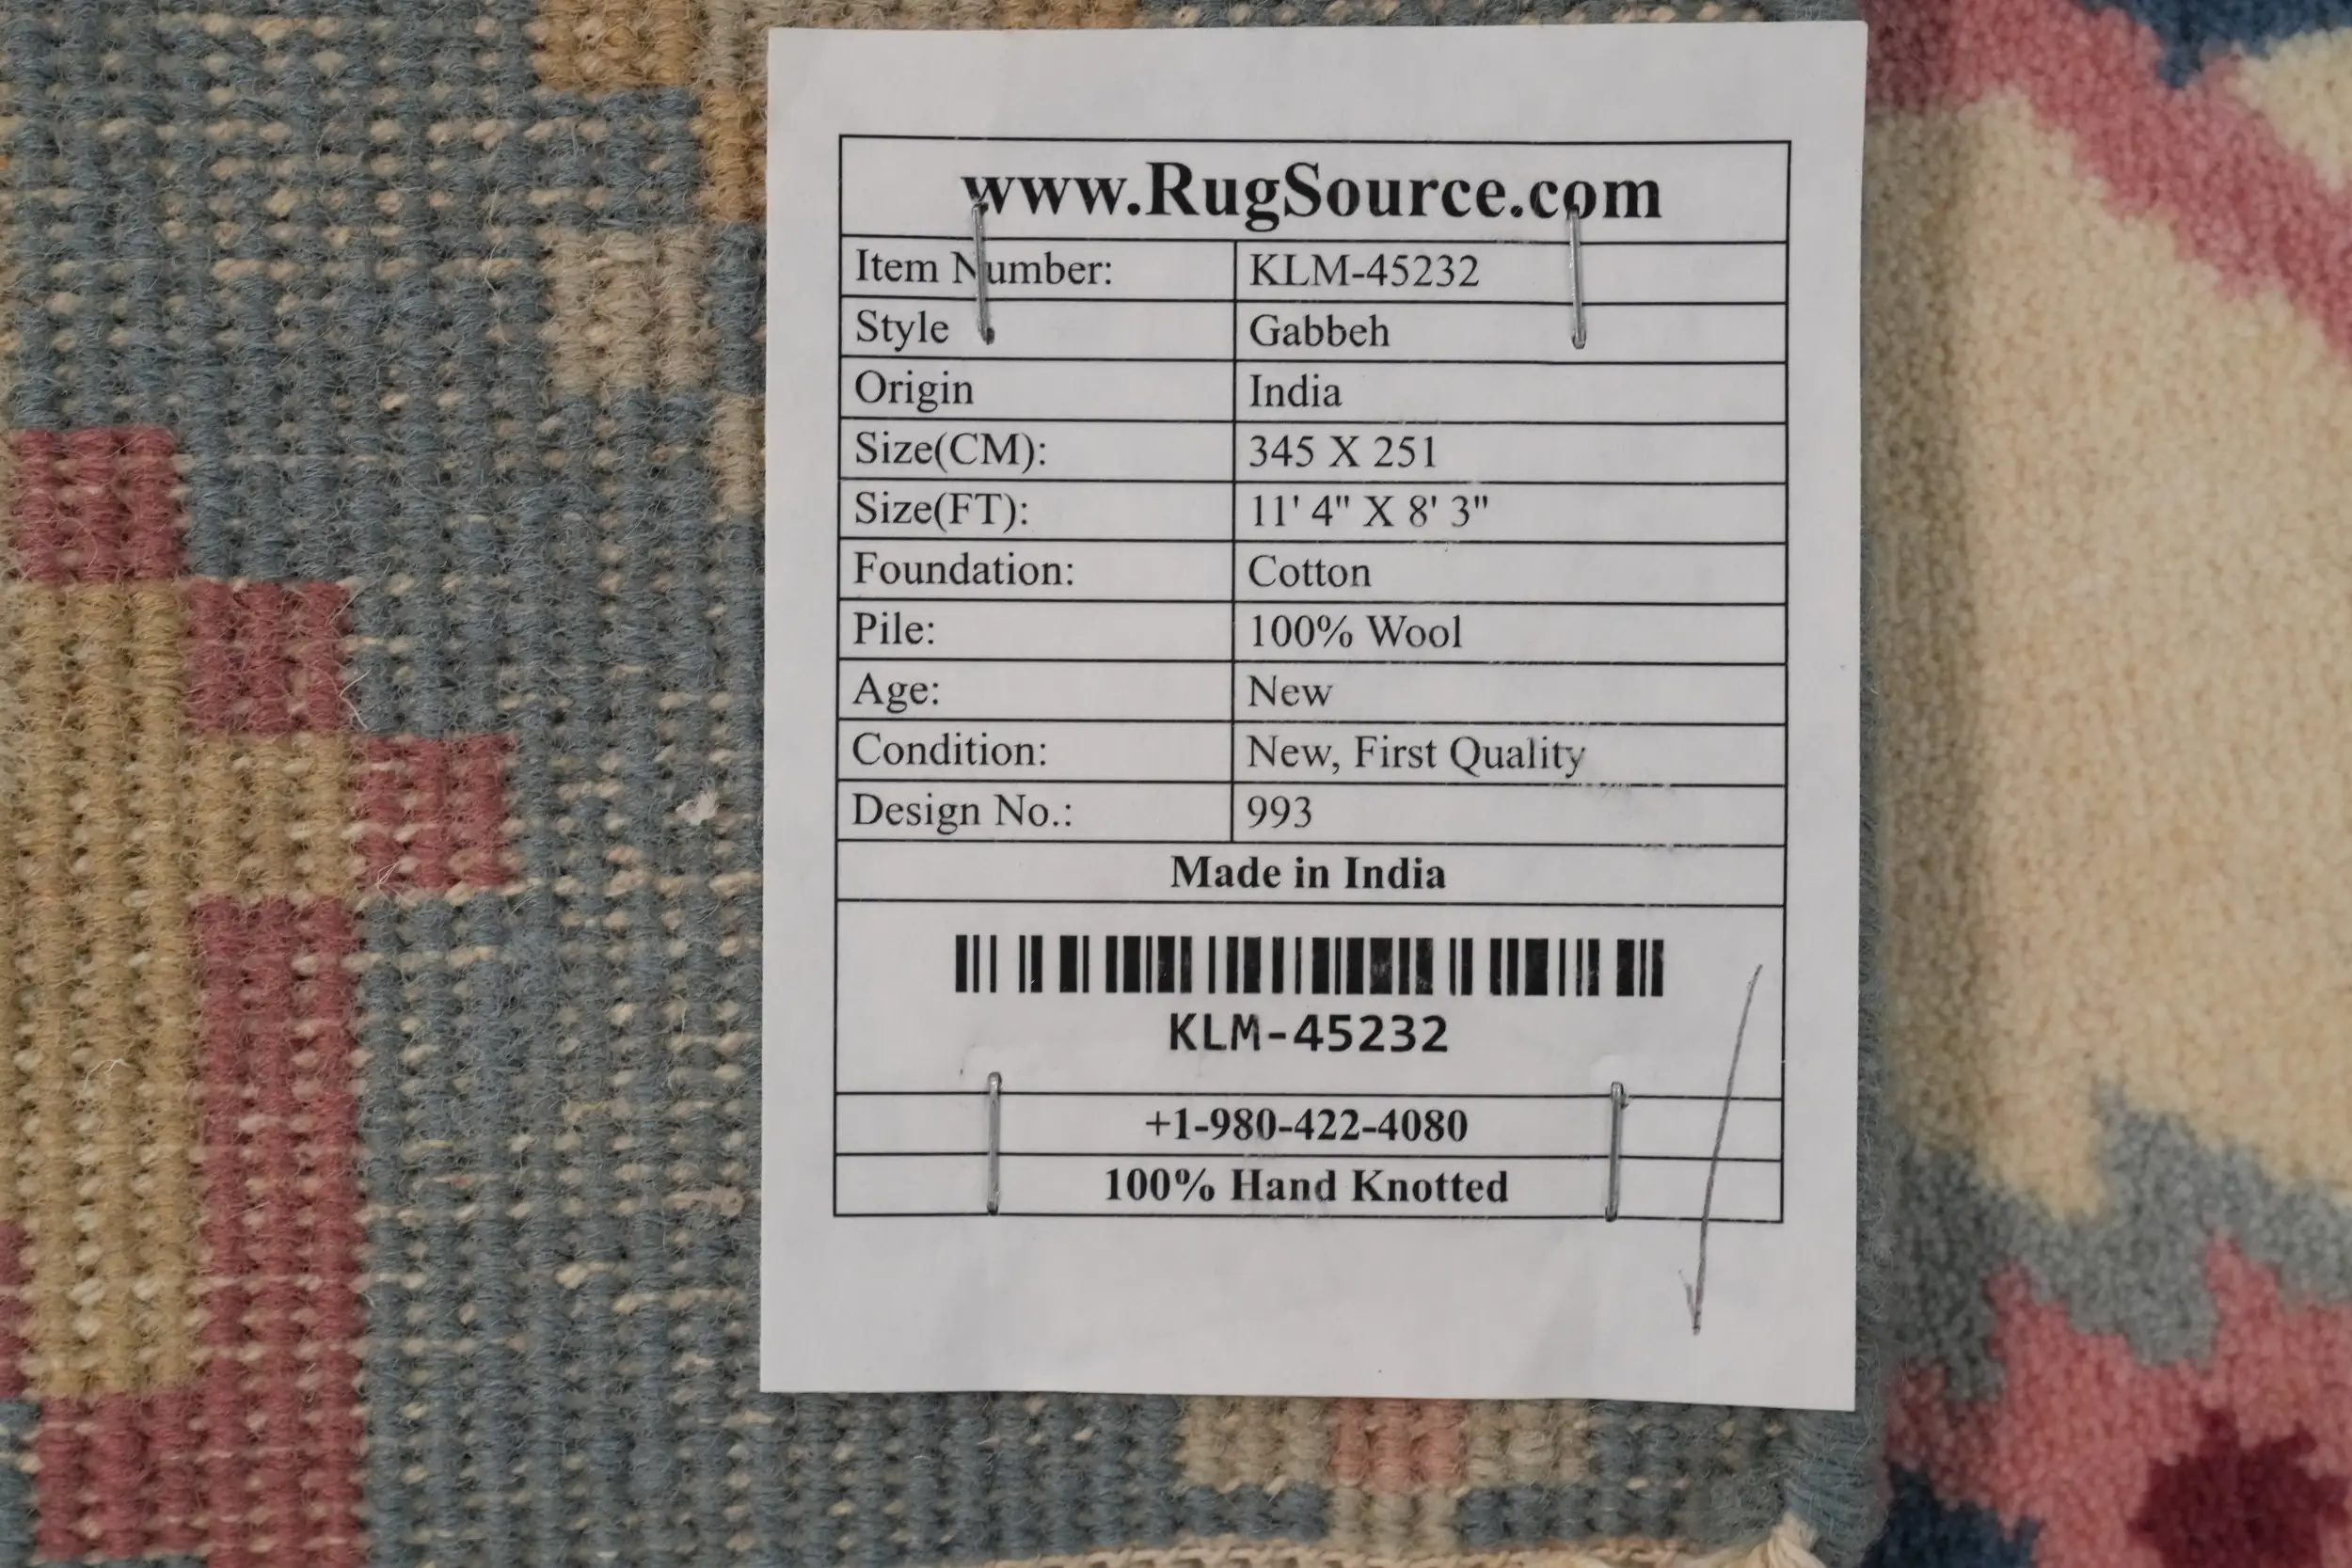 www.RugSource.com
Item Number: KLM-45232
Style Gabbeh
Origin India
Size(CM): 345 X 251
Size(FT): 11' 4" X 8' 3"
Foundation: Cotton
Pile: 100% Wool
Age: New
Condition: New, First Quality
Design No.: 993
Made in India
KLM-45232
+1-980-422-4080
100% Hand Knotted